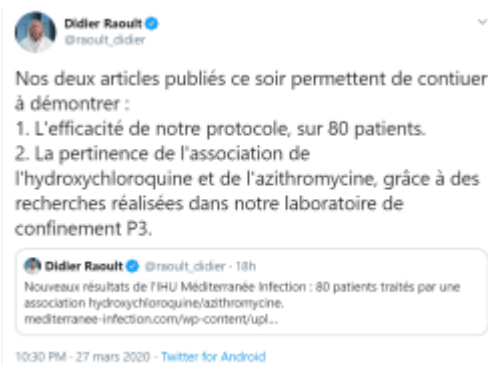 Didier Raoult
@raoult_didier
Nos deux articles publiés ce soir permettent de contiuer
à démontrer :
1. L'efficacité de notre protocole, sur 80 patients.
2. La pertinence de l'association de
l'hydroxychloroquine et de l'azithromycine, grâce à des
recherches réalisées dans notre laboratoire de
confinement P3.
Didier Raoult @raoult_didier · 18h
Nouveaux résultats de l'IHU Méditerranée Infection : 80 patients traités par une
association hydroxychloroquine/azithromycine.
mediterranee-infection.com/wp-content/upl...
10:30 PM · 27 mars 2020 · Twitter for Android